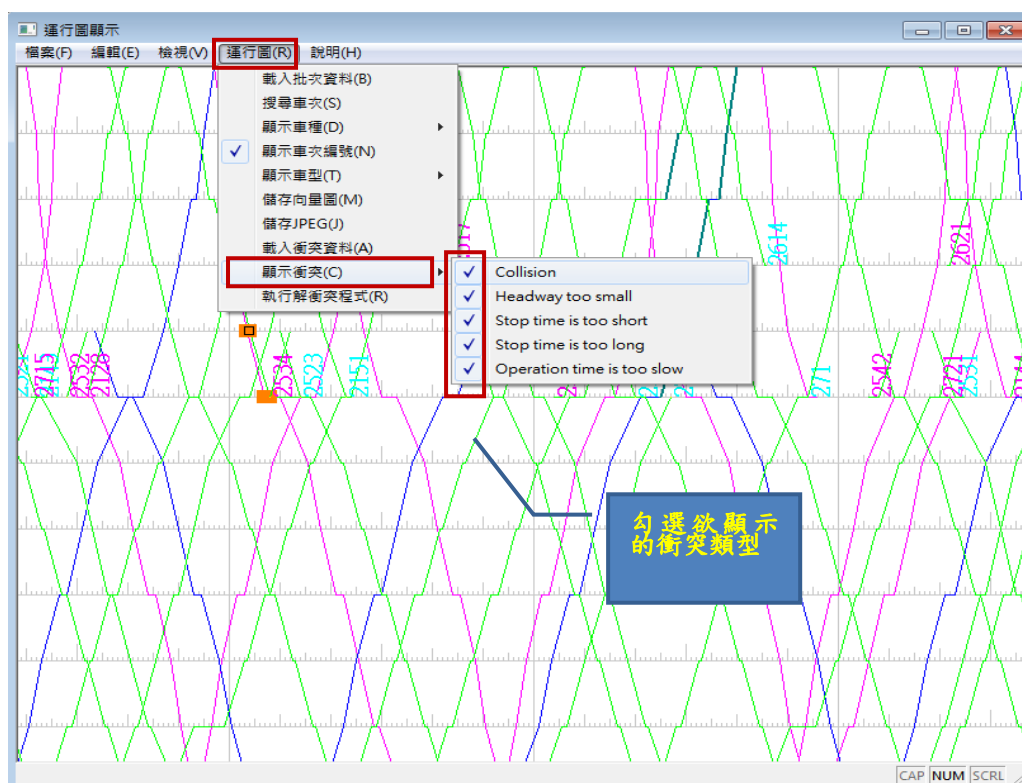 運行圖顯示
檔案(F) 編輯(E) 檢視(V) 運行圖(R) 說明(H)
載入批次資料(B)
搜尋車次(S)
顯示車種(D)
顯示車次編號(N)
顯示車型(T)
儲存向量圖(M)
儲存JPEG(J)
載入衝突資料(A)
顯示衝突(C)
執行解衝突程式(R)
Collision
Headway too small
Stop time is too short
Stop time is too long
Operation time is too slow
2614
2621
2715
2532
2128
2534
2523
2151
271
2542
2721
2531
勾選欲顯示
的衝突類型
CAP NUM SCRL